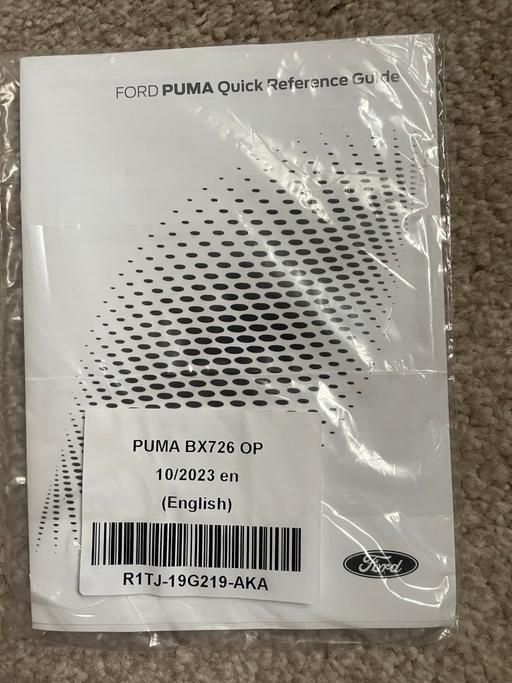 FORD PUMA Quick Reference Guide
PUMA BX726 OP
10/2023 en
(English)
R1TJ-19G219-AKA
Ford